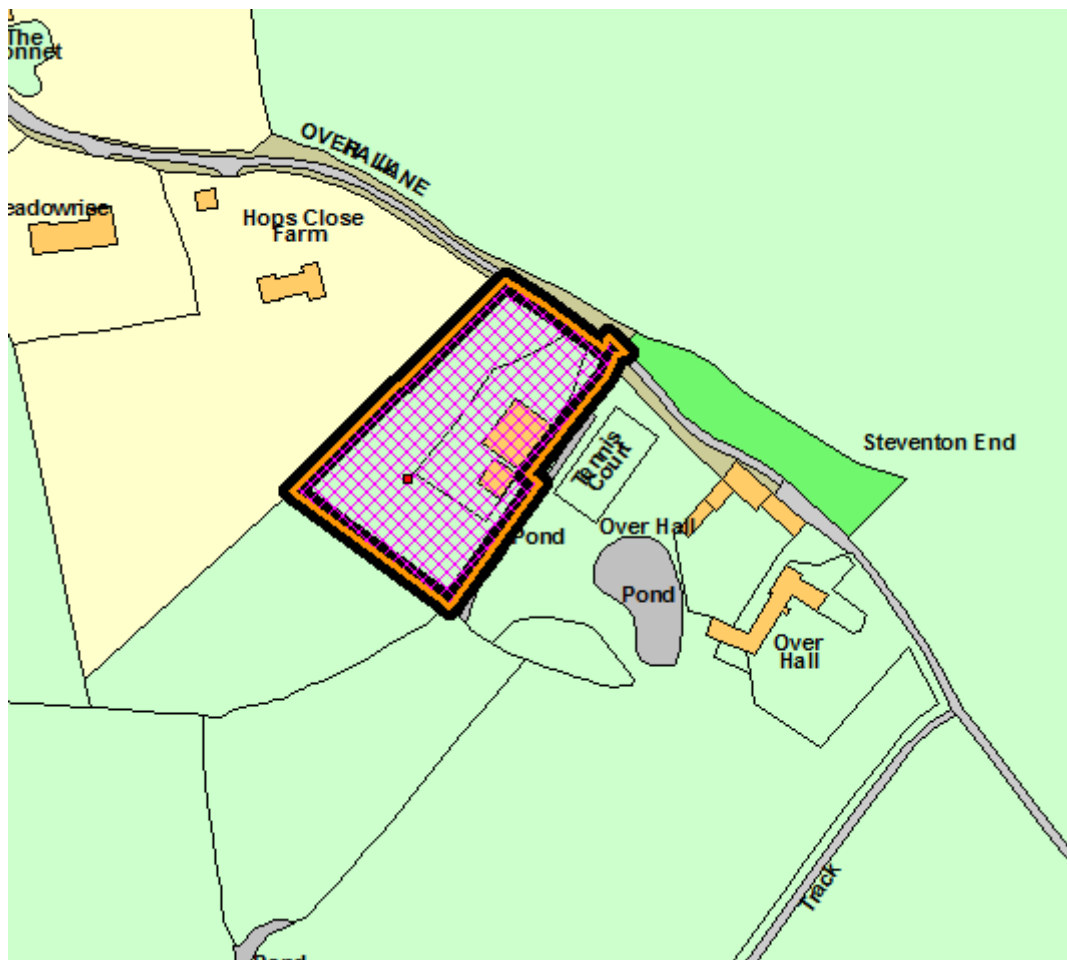 The
onnet
OVER HALL LANE
eadowrise
Hops Close
Farm
Steventon End
Tennis
Court
Over Hall
Pond
Pond
Over
Hall
Track
Pond